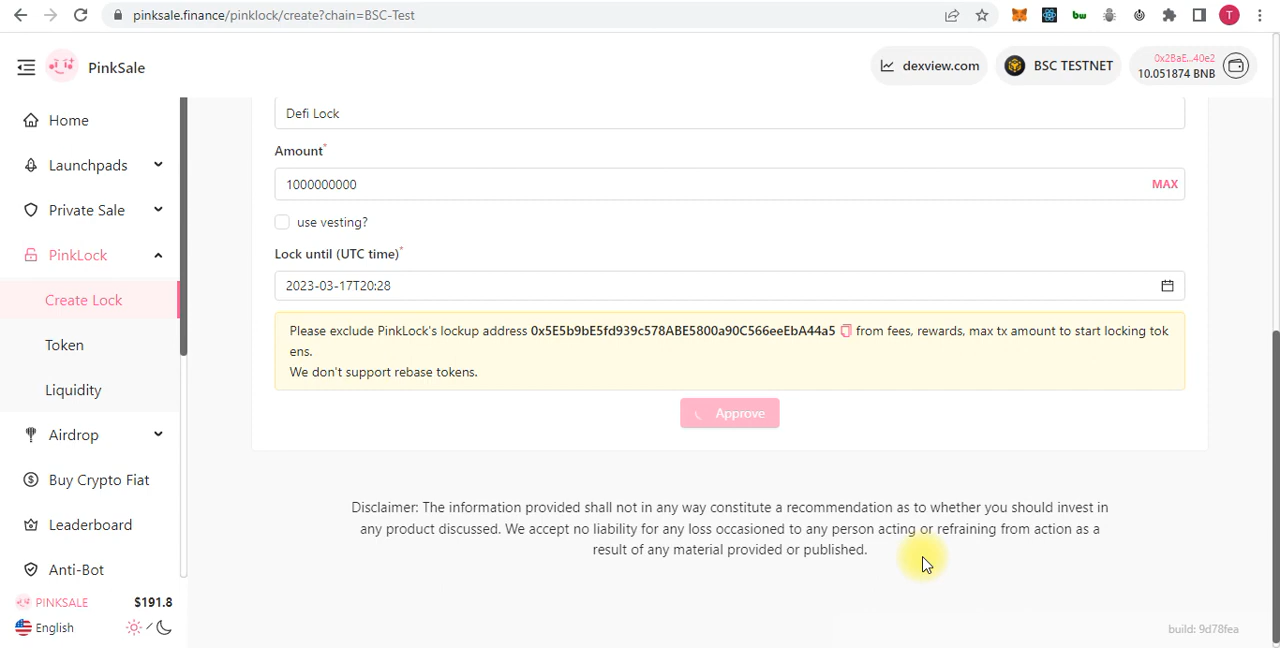 pinksale.finance/pinklock/create?chain=BSC-Test
bw
T
PinkSale
dexview.com
BSC TESTNET
0x2BaE...40e2
10.051874 BNB
Home
Launchpads
Private Sale
PinkLock
Create Lock
Token
Liquidity
Airdrop
Buy Crypto Fiat
Leaderboard
Anti-Bot
PINKSALE $191.8
English
/
Defi Lock
Amount*
1000000000
MAX
use vesting?
Lock until (UTC time)*
2023-03-17T20:28
Please exclude PinkLock's lockup address 0x5E5b9bE5fd939c578ABE5800a90C566eeEbA44a5 from fees, rewards, max tx amount to start locking tok
ens.
We don't support rebase tokens.
Approve
Disclaimer: The information provided shall not in any way constitute a recommendation as to whether you should invest in
any product discussed. We accept no liability for any loss occasioned to any person acting or refraining from action as a
result of any material provided or published.
build: 9d78fea